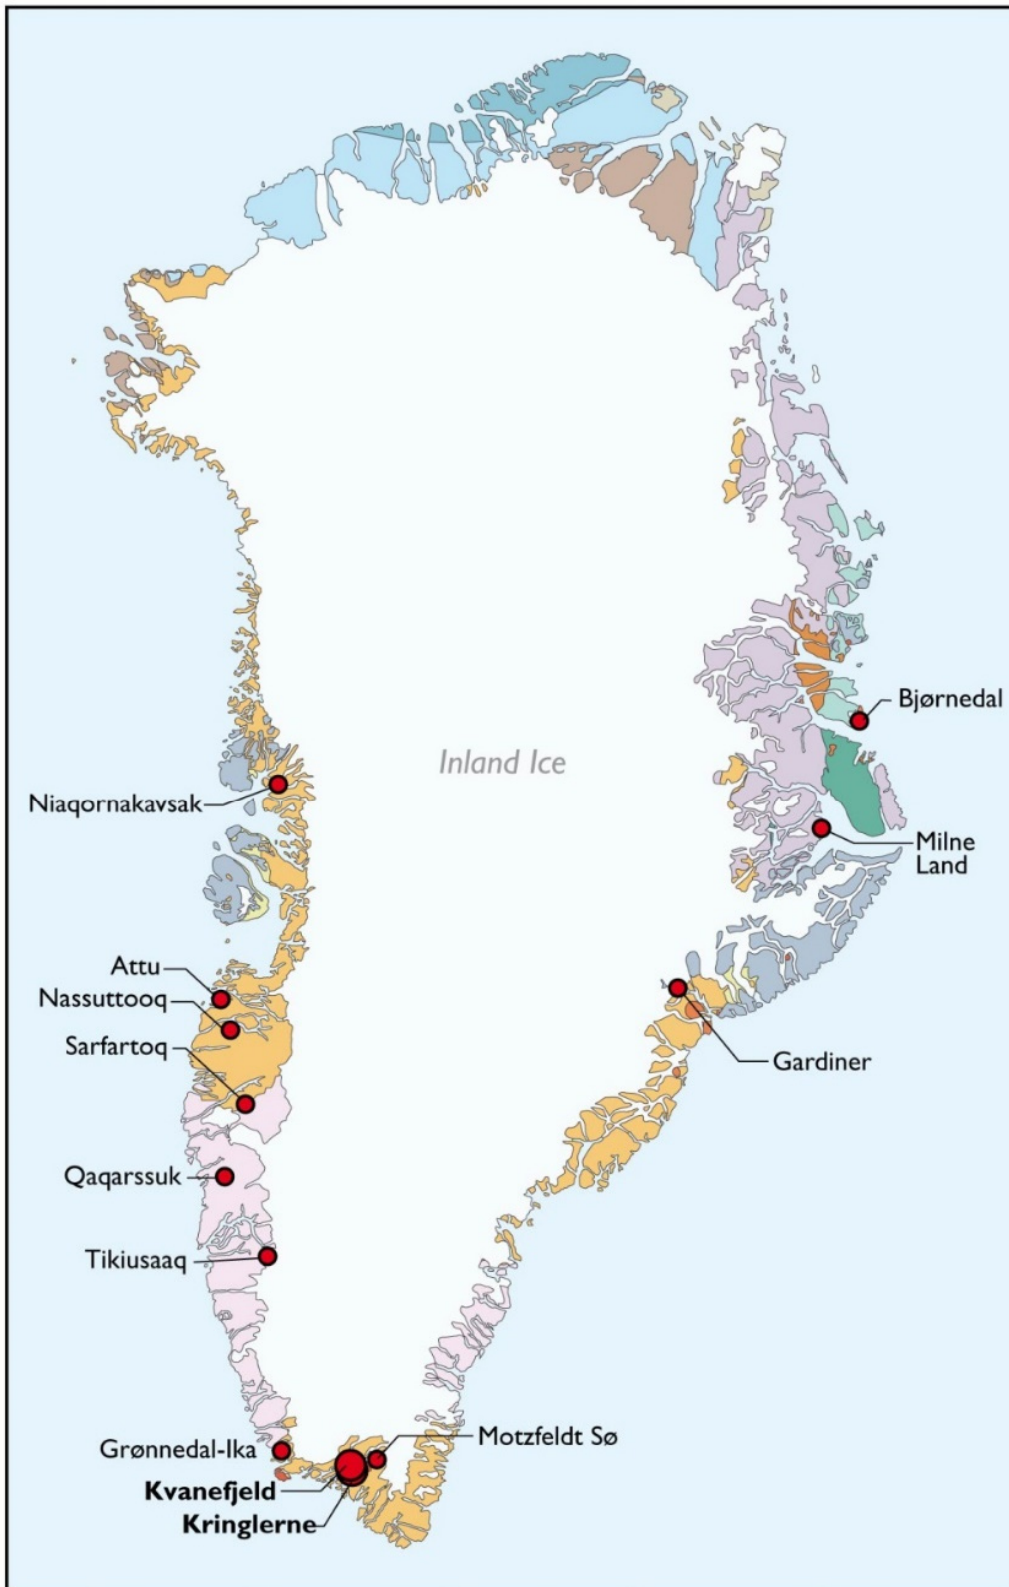 Bjørnedal
Inland Ice
Niaqornakavsak
Milne
Land
Attu
Nassuttooq
Sarfartoq
Gardiner
Qaqarssuk
Tikiusaaq
Motzfeldt Sø
Grønnedal-Ika
Kvanefjeld
Kringlerne